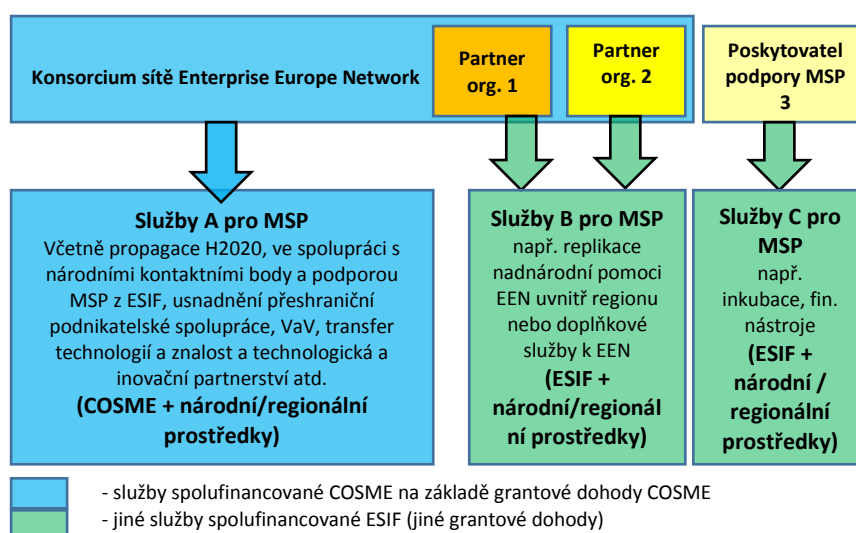 Konsorcium sítě Enterprise Europe Network
Partner
org. 1
Partner
org. 2
Poskytovatel
podpory MSP
3
Služby A pro MSP
Včetně propagace H2020, ve spolupráci s
národními kontaktními body a podporou
MSP z ESIF, usnadnění přeshraniční
podnikatelské spolupráce, VaV, transfer
technologií a znalost a technologická a
inovační partnerství atd.
(COSME + národní/regionální
prostředky)
Služby B pro MSP
např. replikace
nadnárodní pomoci
EEN uvnitř regionu
nebo doplňkové
služby k EEN
(ESIF +
národní/regionál
ní prostředky)
Služby C pro
MSP
např.
inkubace, fin.
nástroje
(ESIF +
národní /
regionální
prostředky)
- služby spolufinancované COSME na základě grantové dohody COSME
- jiné služby spolufinancované ESIF (jiné grantové dohody)